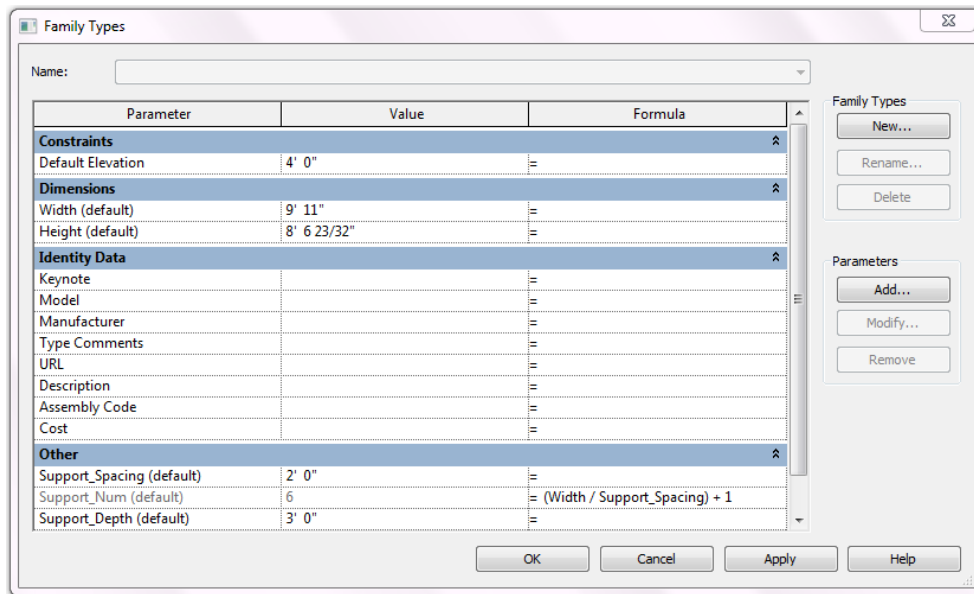 Family Types
Name:
Parameter Value Formula
Constraints
Default Elevation 4' 0" =
Dimensions
Width (default) 9' 11" =
Height (default) 8' 6 23/32" =
Identity Data
Keynote =
Model =
Manufacturer =
Type Comments =
URL =
Description =
Assembly Code =
Cost =
Other
Support_Spacing (default) 2' 0" =
Support_Num (default) 6 = (Width / Support_Spacing) + 1
Support_Depth (default) 3' 0" =
Family Types
New...
Rename...
Delete
Parameters
Add...
Modify...
Remove
OK Cancel Apply Help